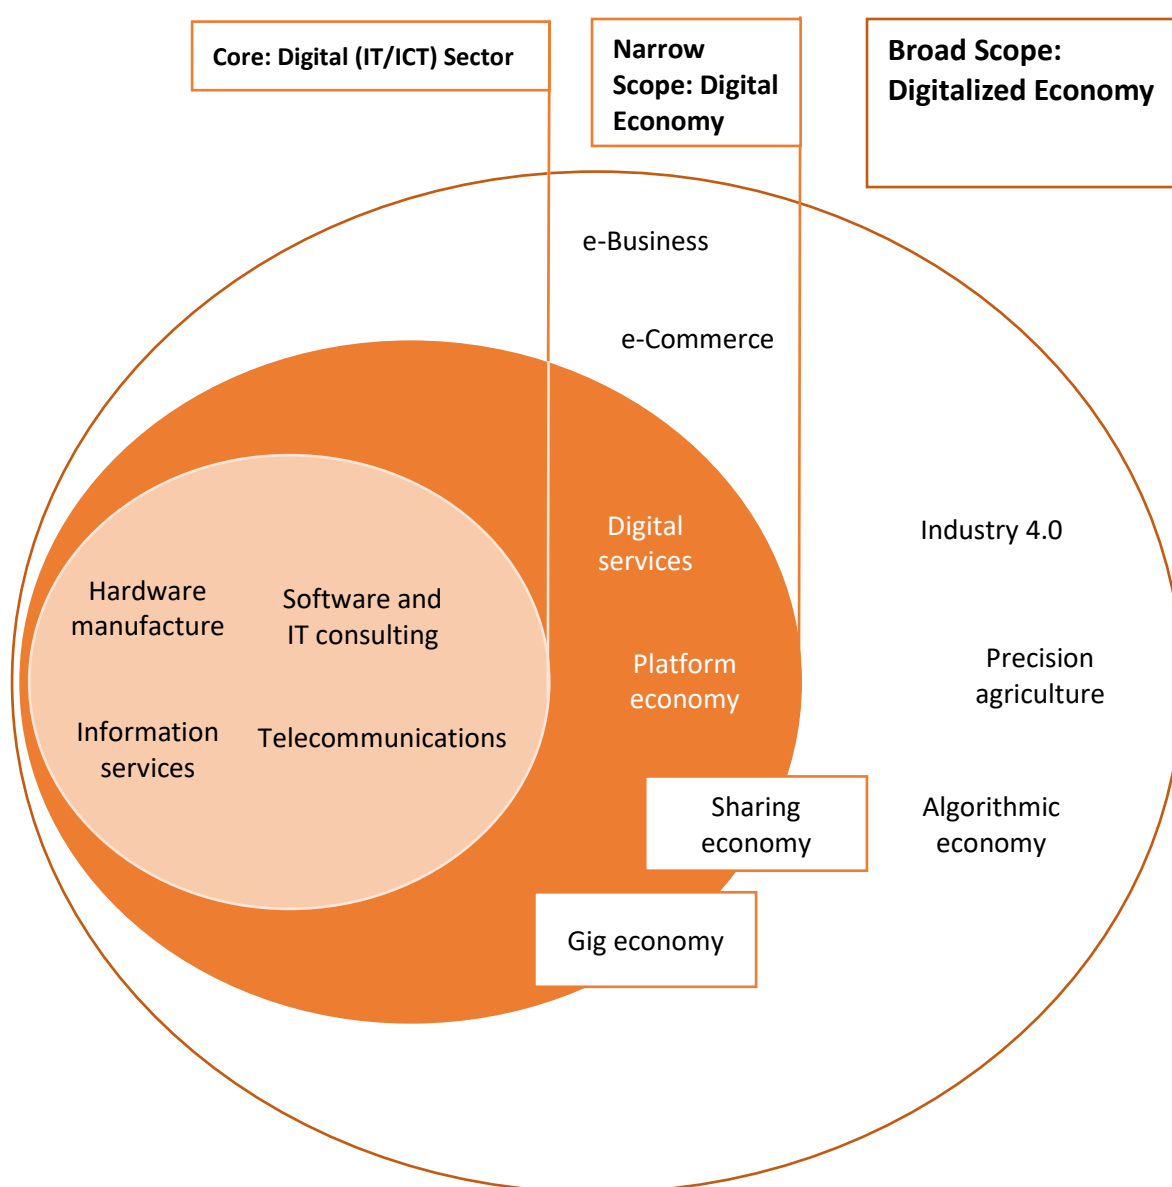 Core: Digital (IT/ICT) Sector
Narrow
Scope: Digital
Economy
Broad Scope:
Digitalized Economy
e-Business
e-Commerce
Digital
services
Industry 4.0
Hardware
manufacture
Software and
IT consulting
Platform
economy
Precision
agriculture
Information
services
Telecommunications
Sharing
economy
Algorithmic
economy
Gig economy